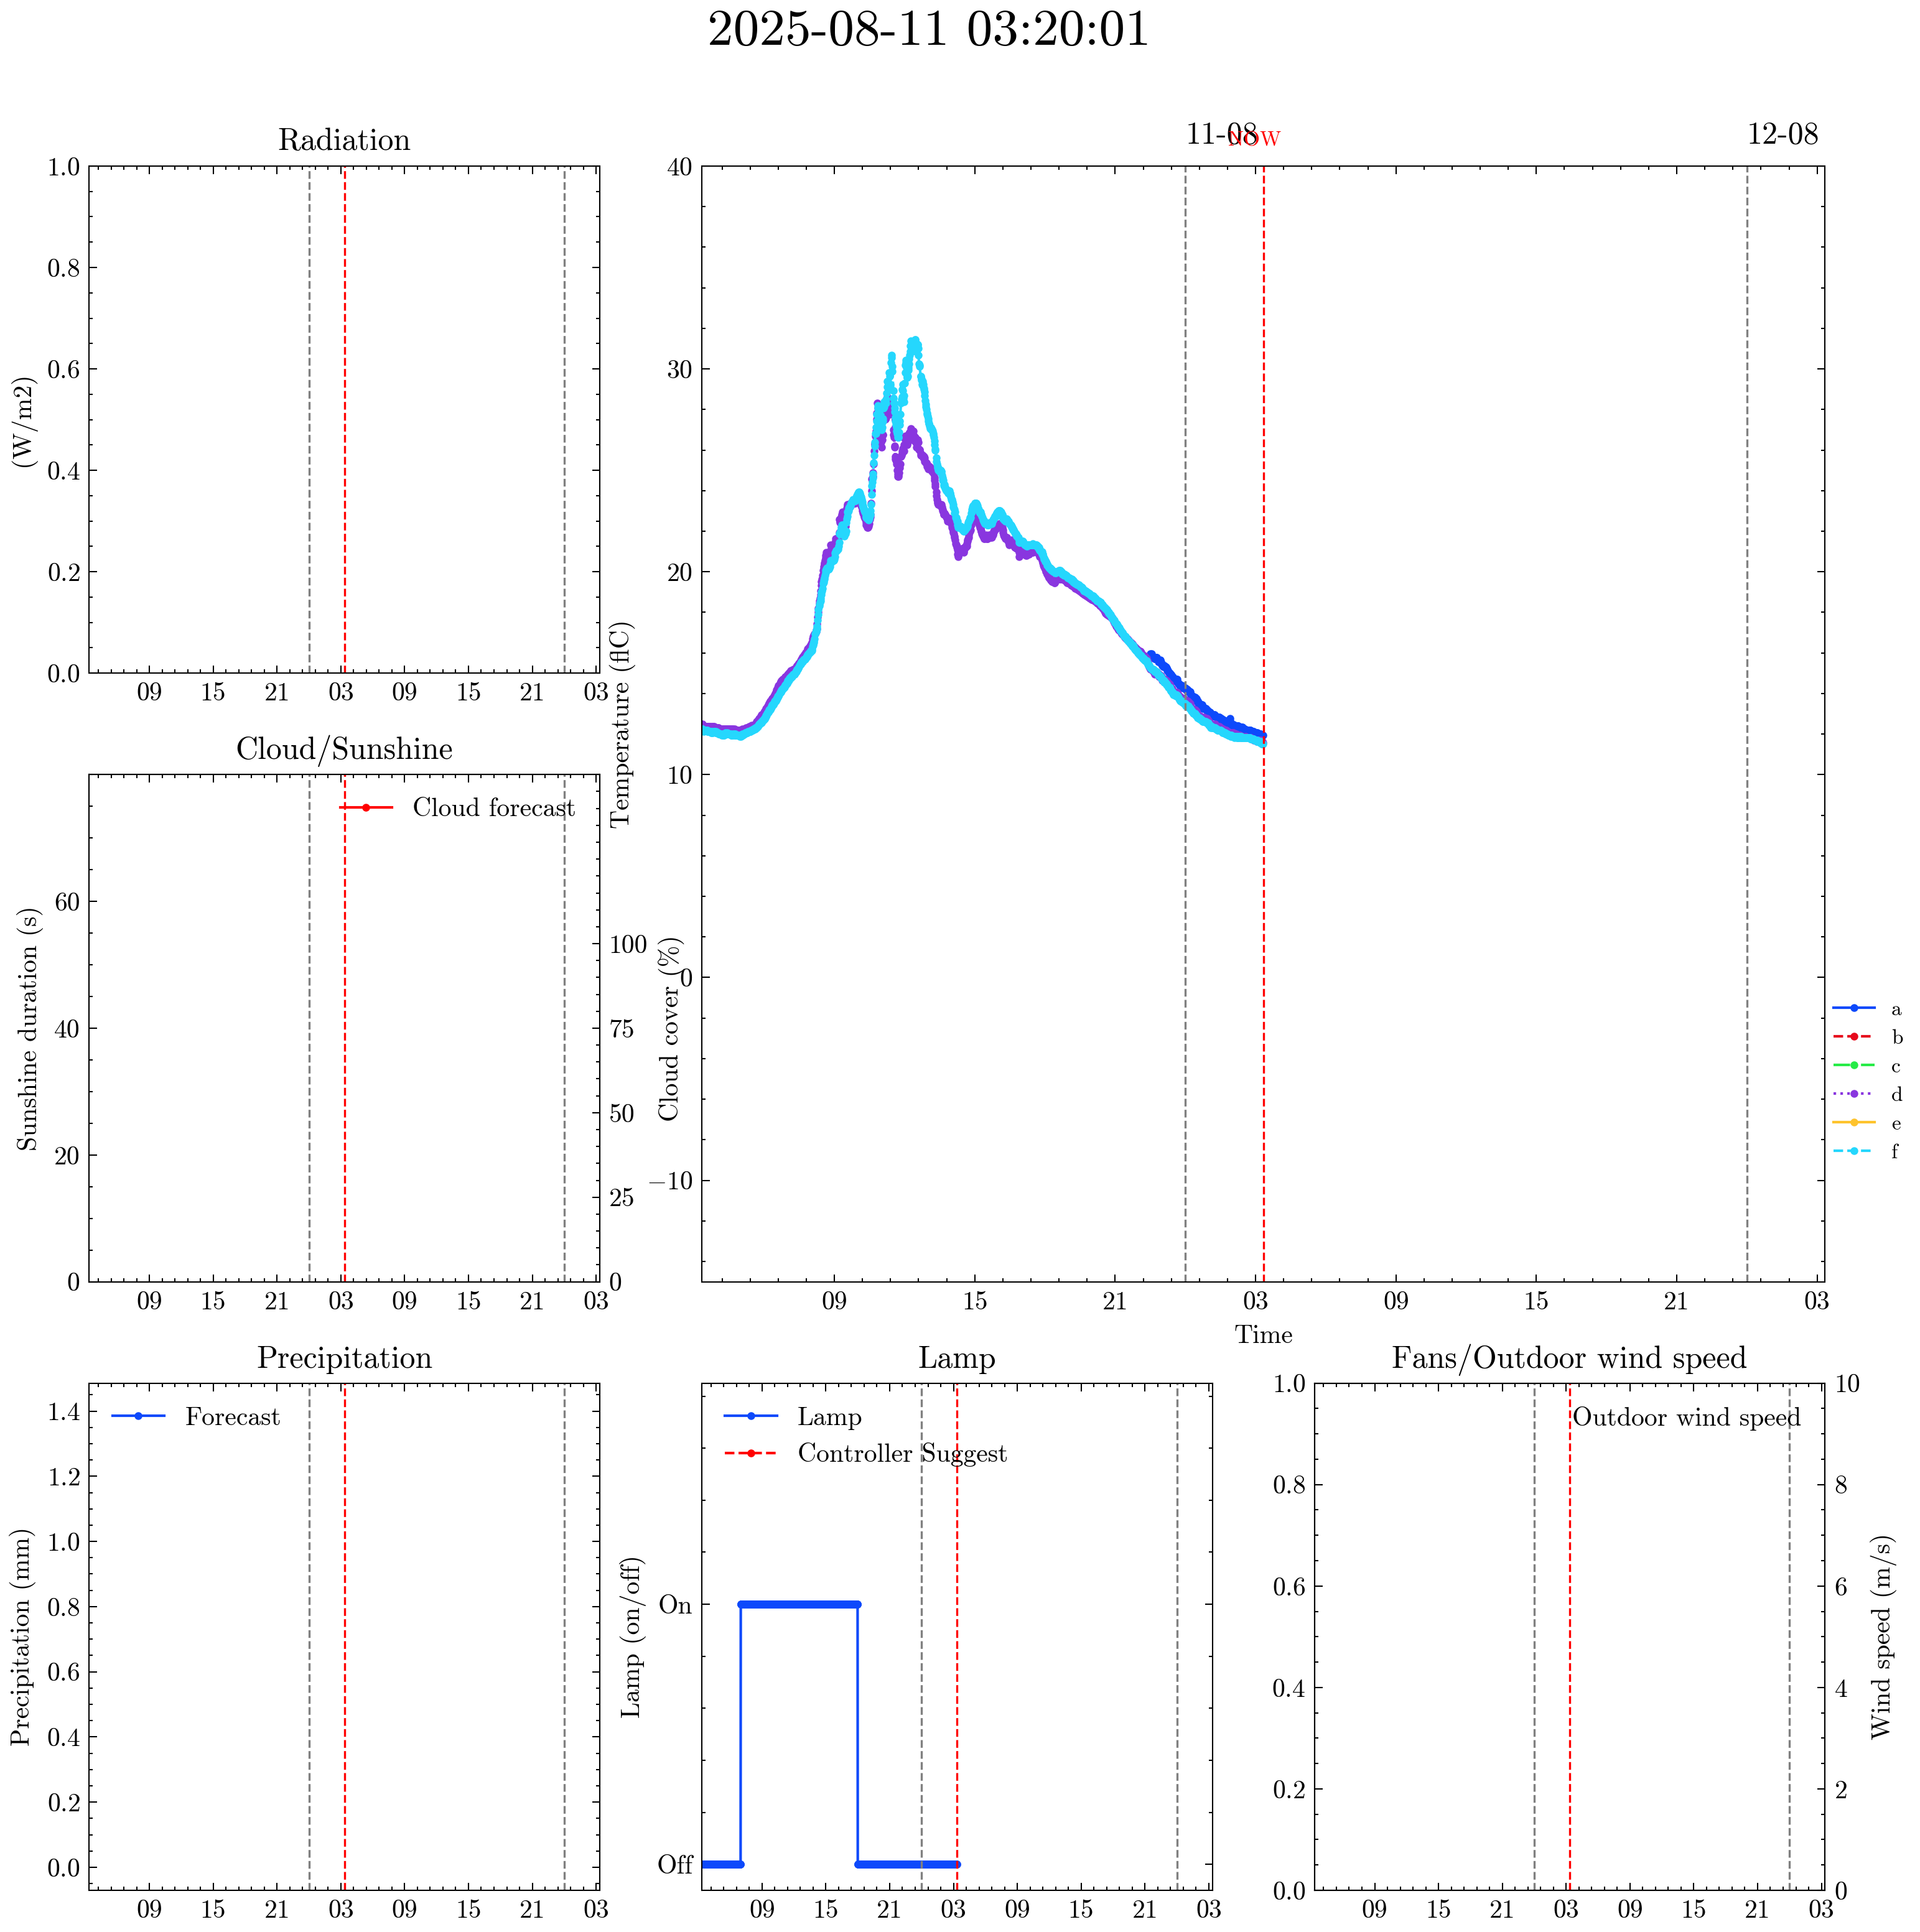 2025-08-11 03:20:01
Radiation
1.0
0.8
0.6
0.4
0.2
0.0
(W/m2)
09 15 21 03 09 15 21 03
11-08
NOW
12-08
40
30
20
10
0
−10
Temperature (flC)
09 15 21 03 09 15 21 03
Time
a
b
c
d
e
f
Cloud/Sunshine
Cloud forecast
60
40
20
0
Sunshine duration (s)
100
75
50
25
0
Cloud cover (%)
09 15 21 03 09 15 21 03
Precipitation
Forecast
1.4
1.2
1.0
0.8
0.6
0.4
0.2
0.0
Precipitation (mm)
09 15 21 03 09 15 21 03
Lamp
Lamp
Controller Suggest
On
Off
Lamp (on/off)
09 15 21 03 09 15 21 03
Fans/Outdoor wind speed
Outdoor wind speed
1.0
0.8
0.6
0.4
0.2
0.0
10
8
6
4
2
0
Wind speed (m/s)
09 15 21 03 09 15 21 03